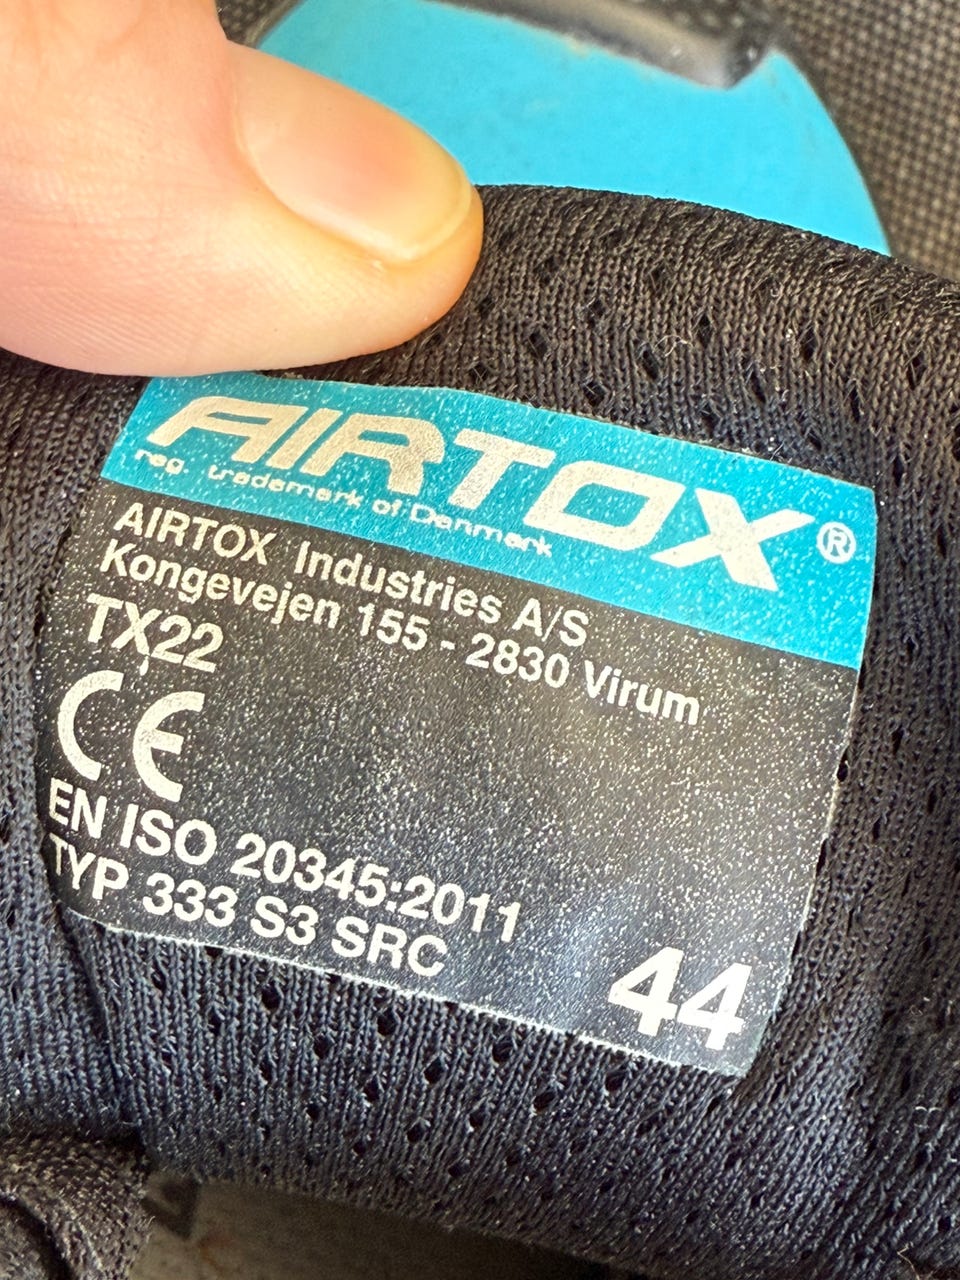 AIRTOX®
reg. trademark of Denmark
AIRTOX Industries A/S
Kongevejen 155 - 2830 Virum
TX22
CE
EN ISO 20345:2011
TYP 333 S3 SRC
44